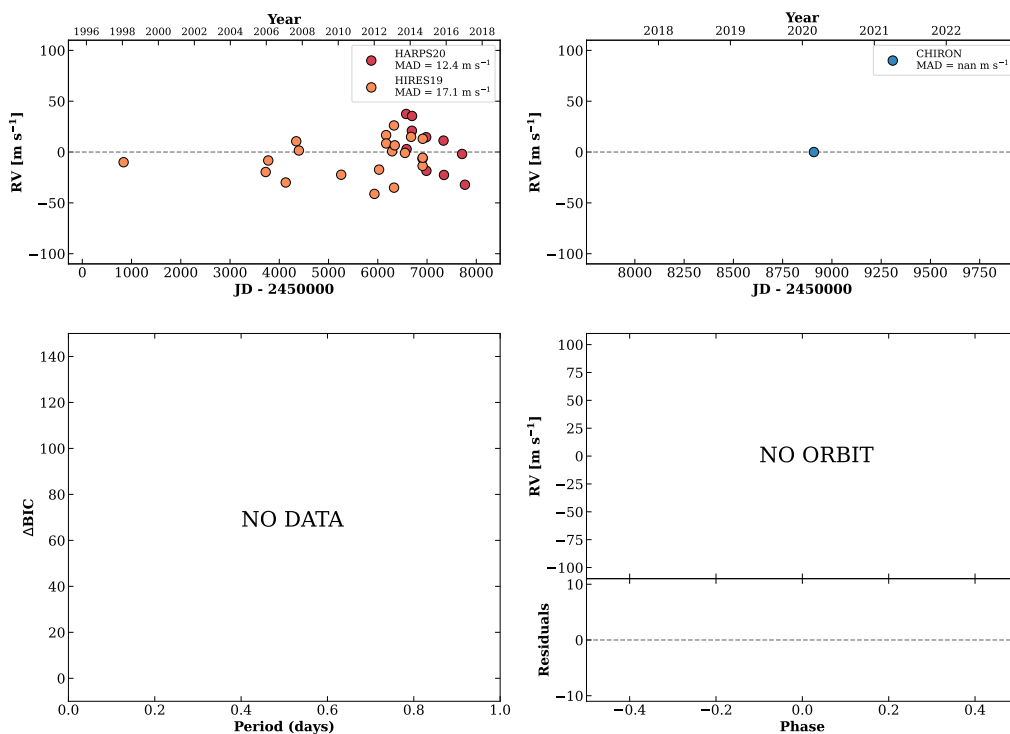 Year
1996 1998 2000 2002 2004 2006 2008 2010 2012 2014 2016 2018
HARPS20
MAD = 12.4 m s⁻¹
HIRES19
MAD = 17.1 m s⁻¹
100
50
0
−50
−100
RV [m s⁻¹]
0 1000 2000 3000 4000 5000 6000 7000 8000
JD - 2450000
Year
2018 2019 2020 2021 2022
CHIRON
MAD = nan m s⁻¹
100
50
0
−50
−100
RV [m s⁻¹]
8000 8250 8500 8750 9000 9250 9500 9750
JD - 2450000
140
120
100
80
60
40
20
0
ΔBIC
NO DATA
0.0 0.2 0.4 0.6 0.8 1.0
Period (days)
100
75
50
25
0
−25
−50
−75
−100
RV [m s⁻¹]
NO ORBIT
10
0
−10
Residuals
−0.4 −0.2 0.0 0.2 0.4
Phase